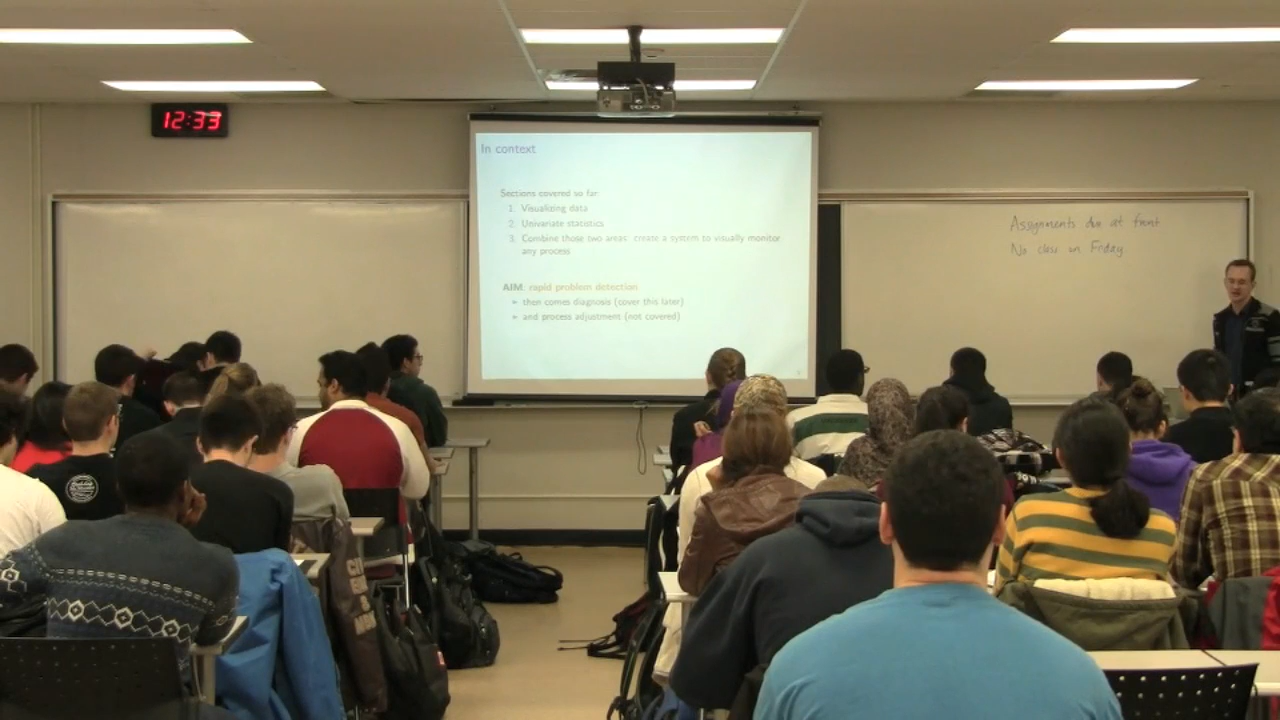 12:33
In context
Sections covered so far:
1. Visualizing data
2. Univariate statistics
3. Combine those two areas: create a system to visually monitor
any process
AIM: rapid problem detection
► then comes diagnosis (cover this later)
► and process adjustment (not covered)
Assignments due at front
No class on Friday